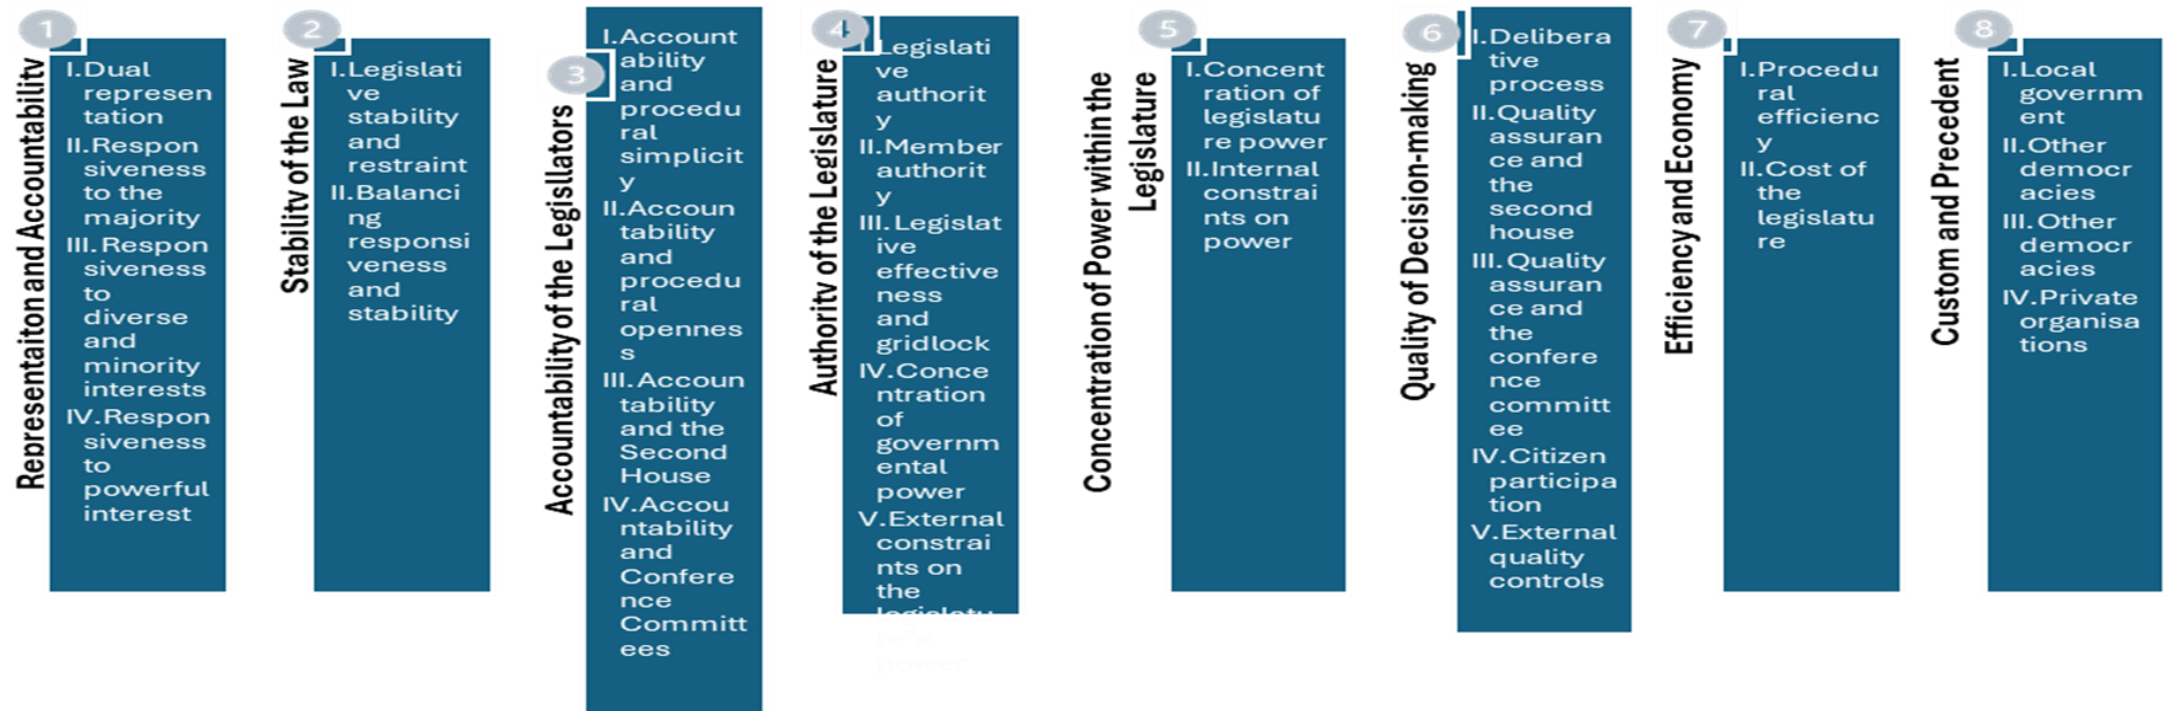 1
Representaiton and Accountability
I.Dual
represen
tation
II.Respon
siveness
to the
majority
III.Respon
siveness
to
diverse
and
minority
interests
IV.Respon
siveness
to
powerful
interest
2
Stability of the Law
I.Legislati
ve
stability
and
restraint
II.Balanci
ng
responsi
veness
and
stability
3
Accountability of the Legisllators
I.Account
ability
and
procedu
ral
simplicit
y
II.Accoun
tability
and
procedu
ral
opennes
s
III.Accoun
tability
and the
Second
House
IV.Accou
ntability
and
Confere
nce
Committ
ees
4
Authority of the Legislature
Legislati
ve
authorit
y
II.Member
authorit
y
III.Legislat
ive
effective
ness
and
gridlock
IV.Conce
ntration
of
governm
ental
power
V.External
constrai
nts on
the
legislatu
re's
power
5
Concentration of Power within the
Legislature
I.Concent
ration of
legislatu
re power
II.Internal
constrai
nts on
power
6
Quality of Decision-making
I.Delibera
tive
process
II.Quality
assuran
ce and
the
second
house
III.Quality
assuran
ce and
the
confere
nce
committ
ee
IV.Citizen
participa
tion
V.External
quality
controls
7
Efficiency and Economy
I.Procedu
ral
efficienc
y
II.Cost of
the
legislatu
re
8
Custom and Precedent
I.Local
governm
ent
II.Other
democr
acies
III.Other
democr
acies
IV.Private
organisa
tions